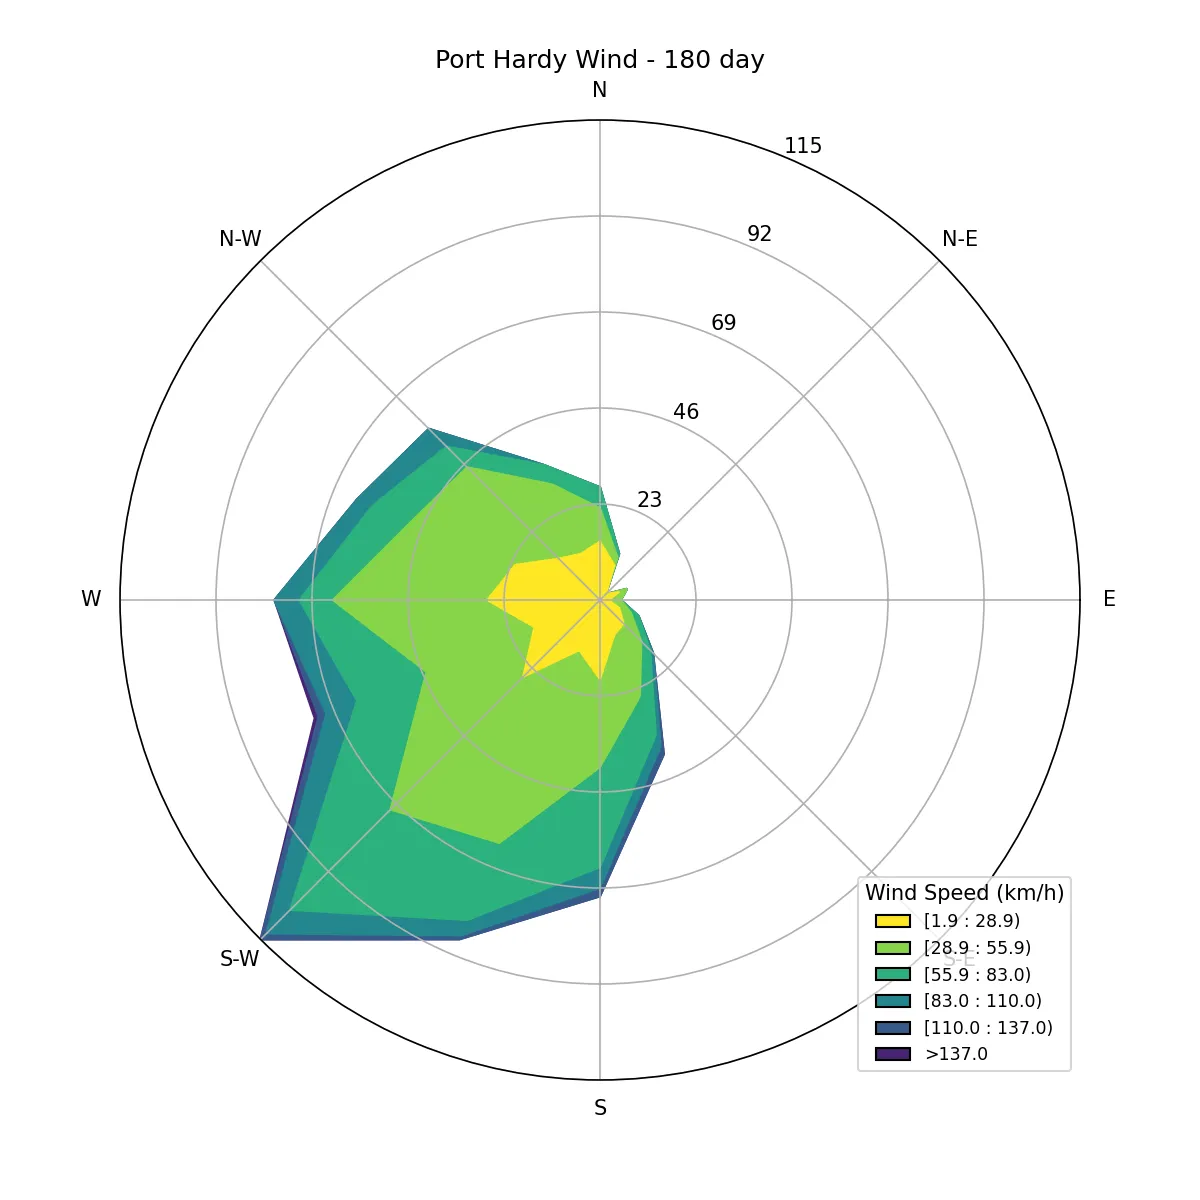 Port Hardy Wind - 180 day
N
115
N-W
92
N-E
69
46
23
W
E
Wind Speed (km/h)
[1.9 : 28.9)
[28.9 : 55.9)
S-W
S-E
[55.9 : 83.0)
[83.0 : 110.0)
[110.0 : 137.0)
>137.0
S